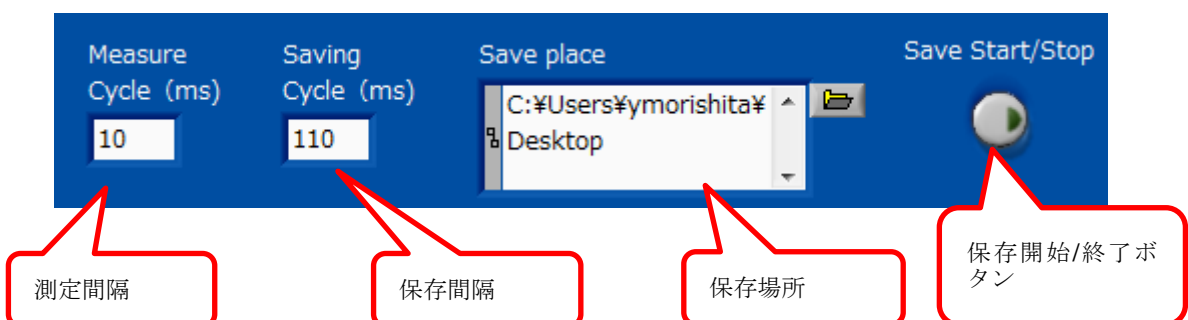 Measure
Cycle (ms)
10
Saving
Cycle (ms)
110
Save place
C:¥Users¥ymorishita¥
Desktop
Save Start/Stop
測定間隔
保存間隔
保存場所
保存開始/終了ボ
タン